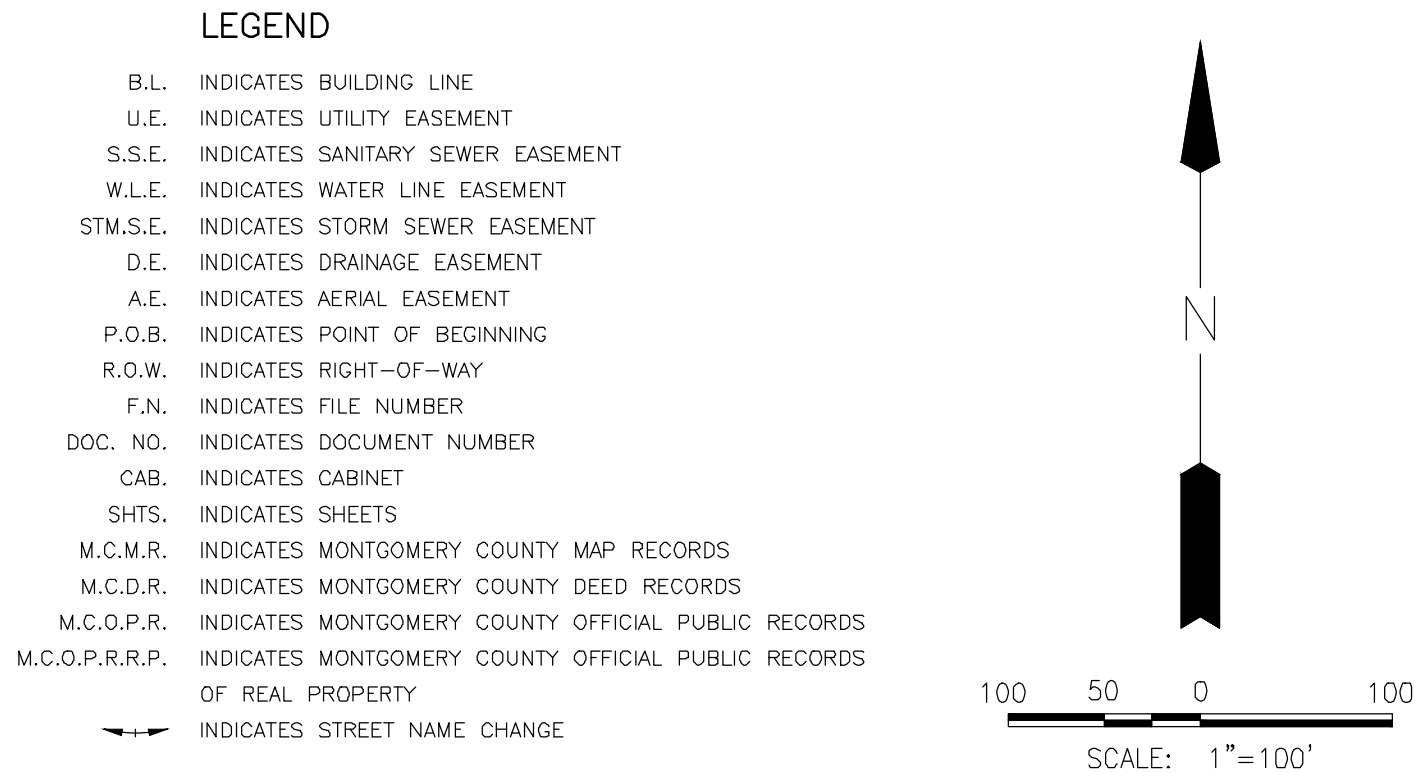 LEGEND
B.L. INDICATES BUILDING LINE
U.E. INDICATES UTILITY EASEMENT
S.S.E. INDICATES SANITARY SEWER EASEMENT
W.L.E. INDICATES WATER LINE EASEMENT
STM.S.E. INDICATES STORM SEWER EASEMENT
D.E. INDICATES DRAINAGE EASEMENT
A.E. INDICATES AERIAL EASEMENT
P.O.B. INDICATES POINT OF BEGINNING
R.O.W. INDICATES RIGHT-OF-WAY
F.N. INDICATES FILE NUMBER
DOC. NO. INDICATES DOCUMENT NUMBER
CAB. INDICATES CABINET
SHTS. INDICATES SHEETS
M.C.M.R. INDICATES MONTGOMERY COUNTY MAP RECORDS
M.C.D.R. INDICATES MONTGOMERY COUNTY DEED RECORDS
M.C.O.P.R. INDICATES MONTGOMERY COUNTY OFFICIAL PUBLIC RECORDS
M.C.O.P.R.R.P. INDICATES MONTGOMERY COUNTY OFFICIAL PUBLIC RECORDS
OF REAL PROPERTY
INDICATES STREET NAME CHANGE
N
100 50 0 100
SCALE: 1"=100'